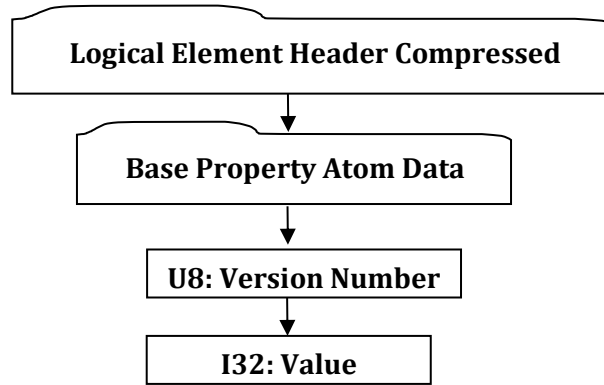 Logical Element Header Compressed
Base Property Atom Data
U8: Version Number
I32: Value